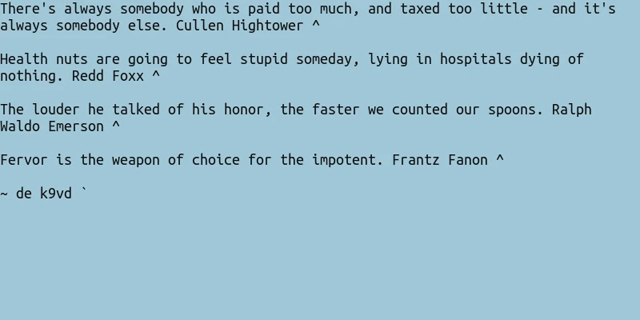 There's always somebody who is paid too much, and taxed too little - and it's
always somebody else. Cullen Hightower ^
Health nuts are going to feel stupid someday, lying in hospitals dying of
nothing. Redd Foxx ^
The louder he talked of his honor, the faster we counted our spoons. Ralph
Waldo Emerson ^
Fervor is the weapon of choice for the impotent. Frantz Fanon ^
~ de k9vd `